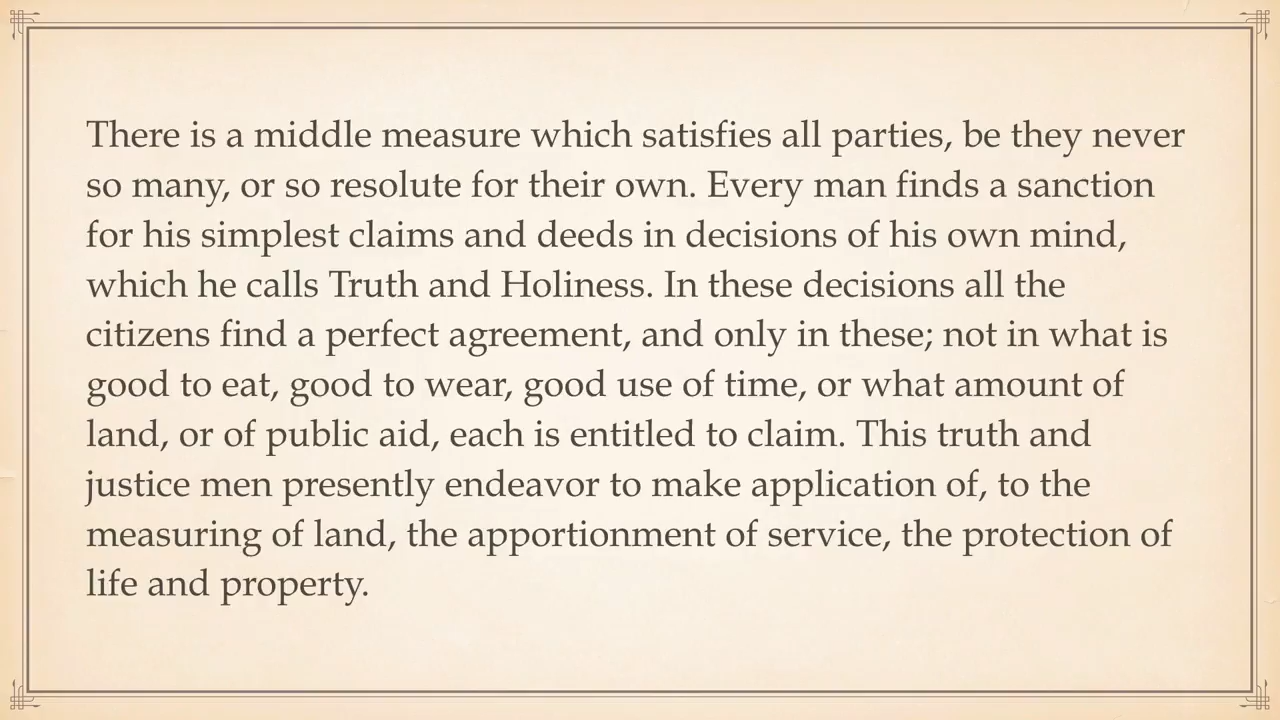 There is a middle measure which satisfies all parties, be they never
so many, or so resolute for their own. Every man finds a sanction
for his simplest claims and deeds in decisions of his own mind,
which he calls Truth and Holiness. In these decisions all the
citizens find a perfect agreement, and only in these; not in what is
good to eat, good to wear, good use of time, or what amount of
land, or of public aid, each is entitled to claim. This truth and
justice men presently endeavor to make application of, to the
measuring of land, the apportionment of service, the protection of
life and property.